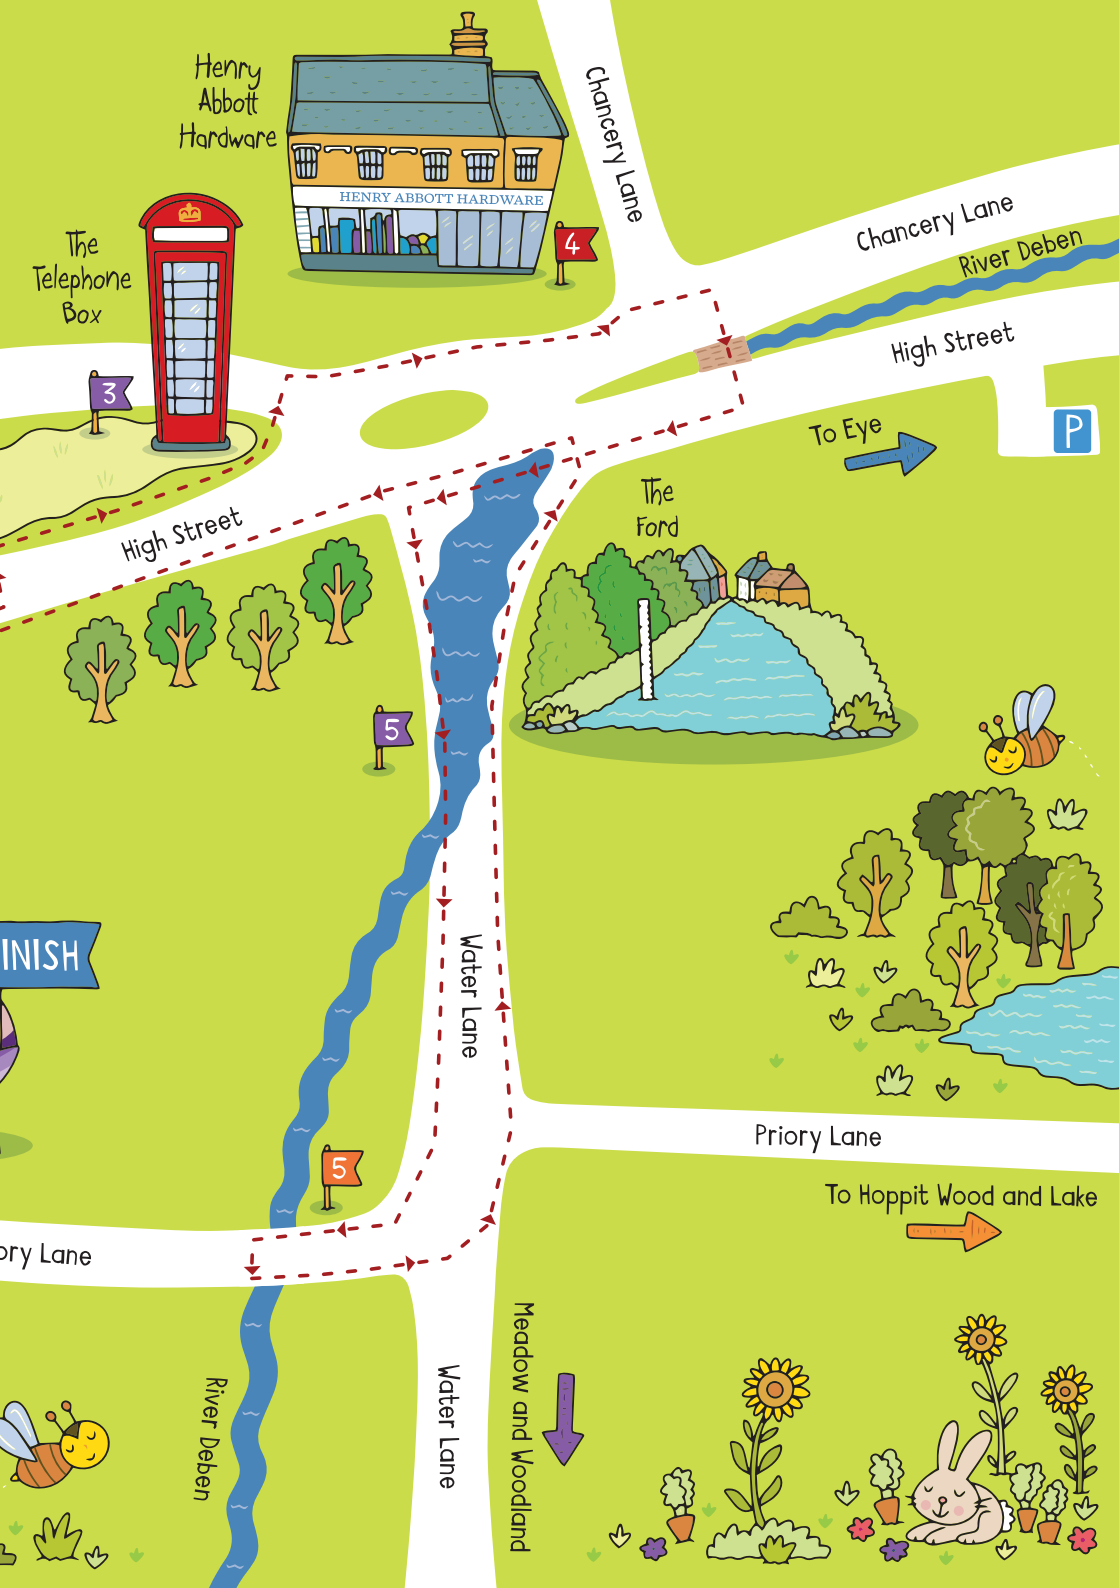 Henry
Abbott
Hardware
HENRY ABBOTT HARDWARE
Chancery Lane
Chancery Lane
River Deben
The
Telephone
Box
4
High Street
3
P
To Eye
The
Ford
High Street
5
INISH
Water Lane
Priory Lane
5
To Hoppit Wood and Lake
ory Lane
Meadow and Woodland
Water Lane
River Deben